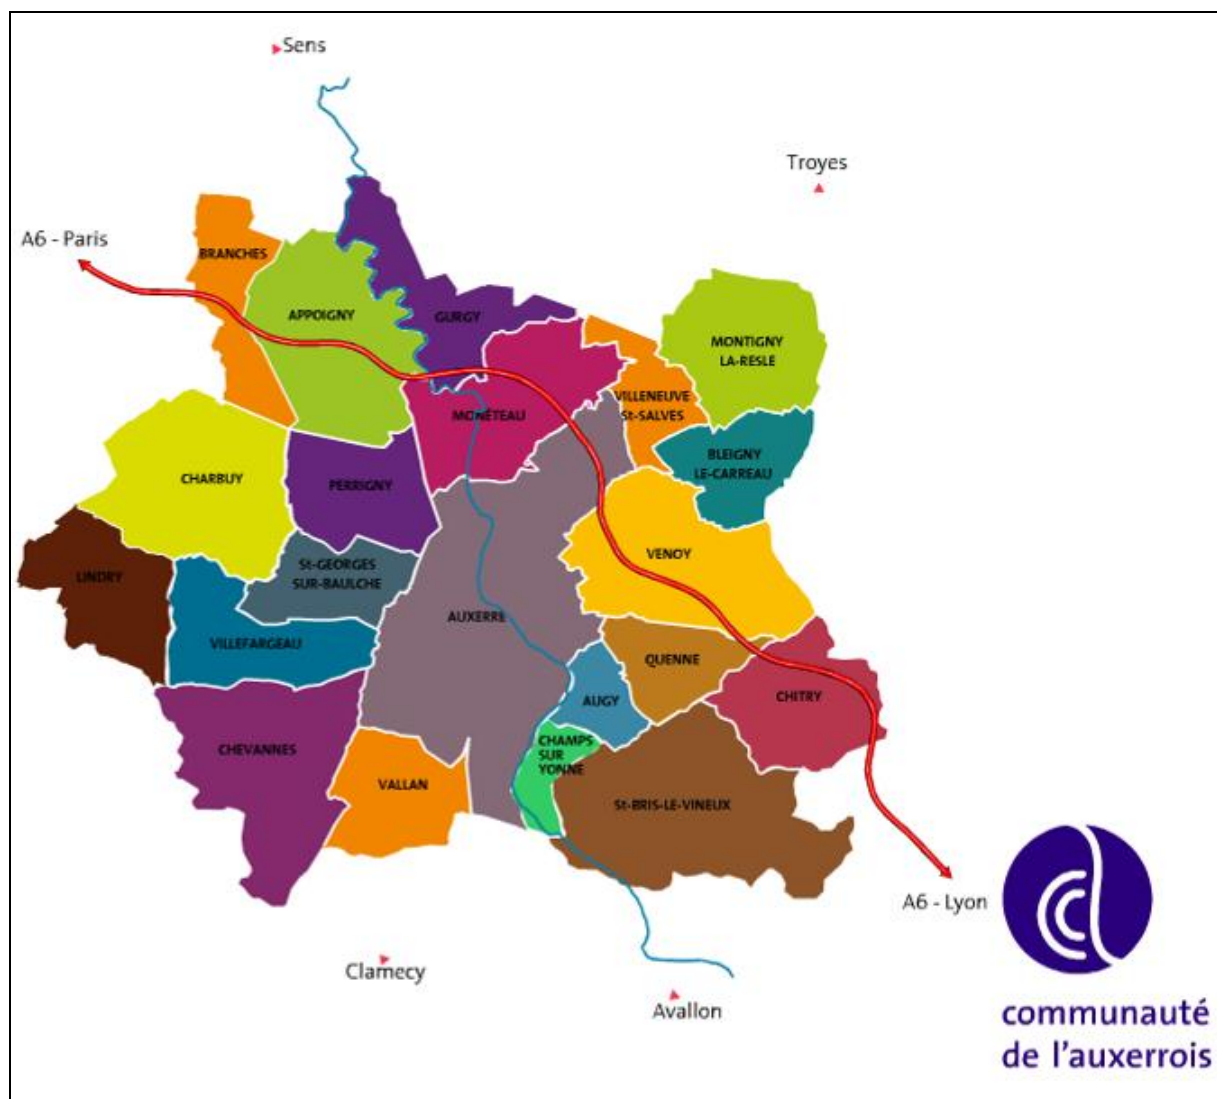 Sens
Troyes
A6 - Paris
BRANCHES
APPOIGNY
GURGY
MONTIGNY
LA-RESLE
VILLENEUVE
St-SALVES
MONÉTEAU
BLEIGNY
LE-CARREAU
CHARBUY
PERRIGNY
VENOY
St-GEORGES
SUR-BAULCHE
LINDRY
AUXERRE
VILLEFARGEAU
QUENNE
CHITRY
AUGY
CHEVANNES
CHAMPS
SUR
YONNE
VALLAN
St-BRIS-LE-VINEUX
A6 - Lyon
Clamecy
Avallon
communauté
de l'auxerrois